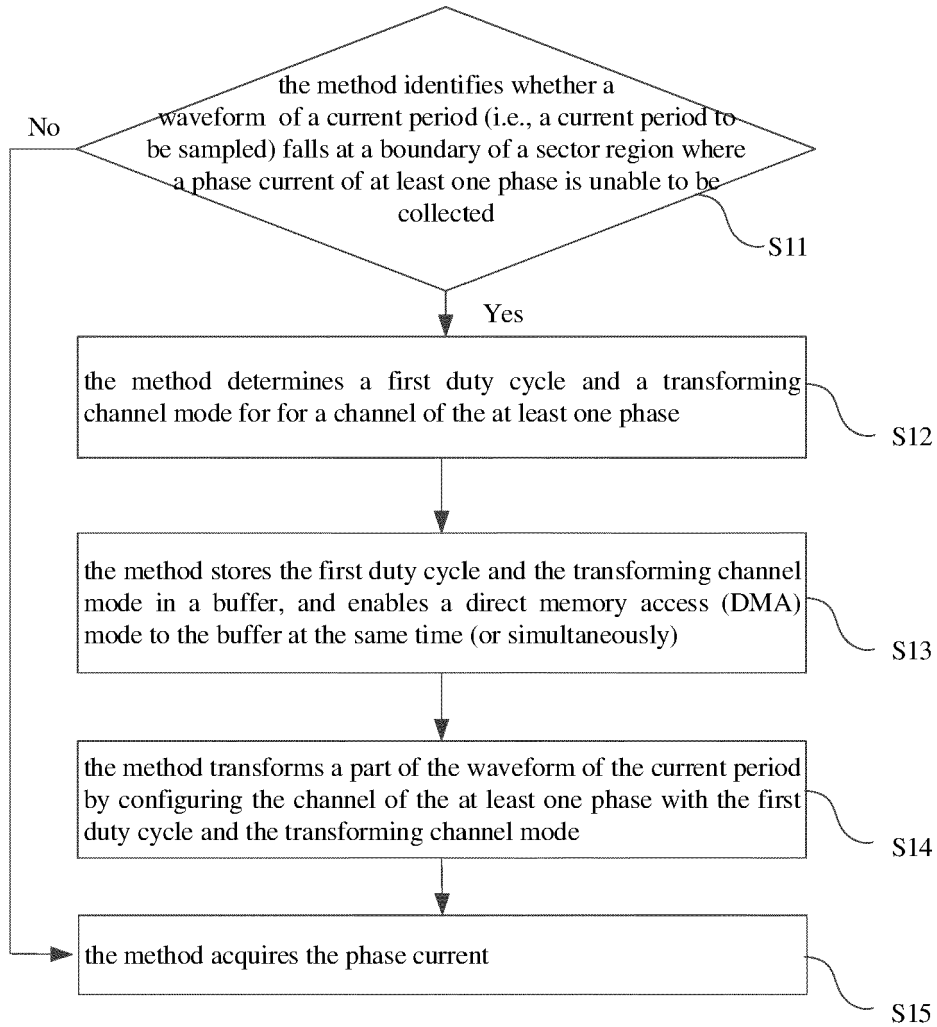 the method identifies whether a
waveform of a current period (i.e., a current period to
be sampled) falls at a boundary of a sector region where
a phase current of at least one phase is unable to be
collected
No
S11
Yes
the method determines a first duty cycle and a transforming
channel mode for for a channel of the at least one phase
S12
the method stores the first duty cycle and the transforming channel
mode in a buffer, and enables a direct memory access (DMA)
mode to the buffer at the same time (or simultaneously)
S13
the method transforms a part of the waveform of the current period
by configuring the channel of the at least one phase with the first
duty cycle and the transforming channel mode
S14
the method acquires the phase current
S15